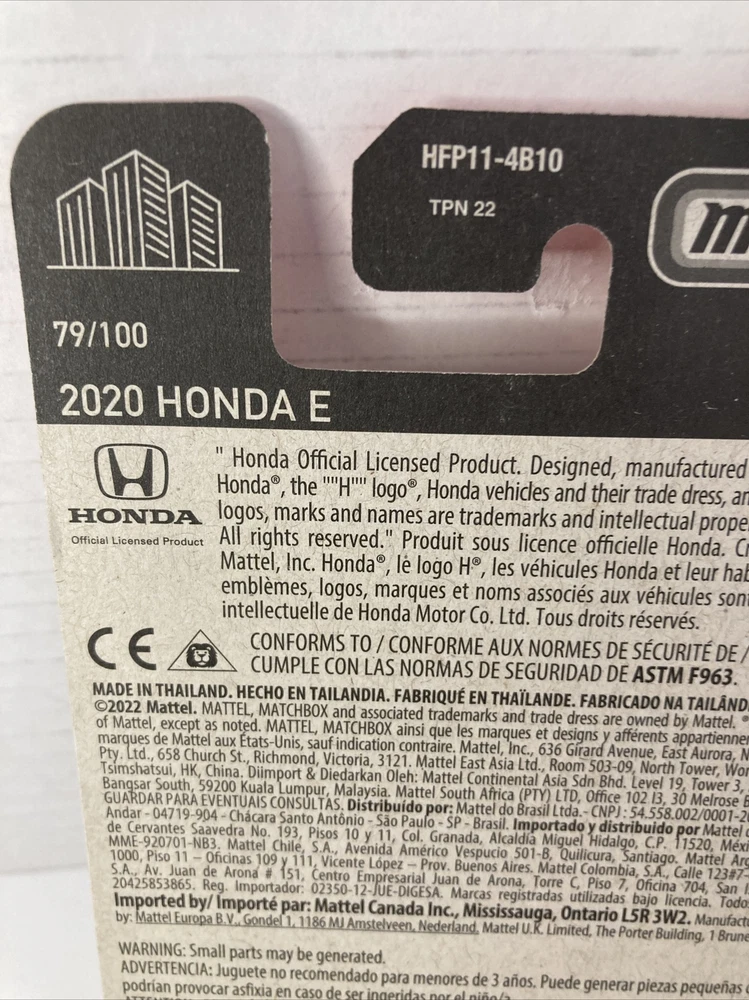 HFP11-4B10
TPN 22
m
79/100
2020 HONDA E
HONDA
Official Licensed Product
" Honda Official Licensed Product. Designed, manufactured
Honda®, the ""H"" logo®, Honda vehicles and their trade dress, an
logos, marks and names are trademarks and intellectual prope
All rights reserved." Produit sous licence officielle Honda. C
Mattel, Inc. Honda®, le logo H®, les véhicules Honda et leur hab
emblèmes, logos, marques et noms associés aux véhicules sont
intellectuelle de Honda Motor Co. Ltd. Tous droits réservés.
CE
CONFORMS TO / CONFORME AUX NORMES DE SÉCURITÉ DE /
CUMPLE CON LAS NORMAS DE SEGURIDAD DE ASTM F963.
MADE IN THAILAND. HECHO EN TAILANDIA. FABRIQUÉ EN THAÏLANDE. FABRICADO NA TAILÂND
©2022 Mattel. MATTEL, MATCHBOX and associated trademarks and trade dress are owned by Mattel. ®
of Mattel, except as noted. MATTEL, MATCHBOX ainsi que les marques et designs y afférents appartienner
marques de Mattel aux États-Unis, sauf indication contraire. Mattel, Inc., 636 Girard Avenue, East Aurora, N
Pty. Ltd., 658 Church St., Richmond, Victoria, 3121. Mattel East Asia Ltd., Room 503-09, North Tower, Wor
Tsimshatsui, HK, China. Diimport & Diedarkan Oleh: Mattel Continental Asia Sdn Bhd. Level 19, Tower 3,
Bangsar South, 59200 Kuala Lumpur, Malaysia. Mattel South Africa (PTY) LTD, Office 102 I3, 30 Melrose B
GUARDAR PARA EVENTUAIS CONSULTAS. Distribuído por: Mattel do Brasil Ltda.- CNPJ : 54.558.002/0001-20
Andar - 04719-904 - Chácara Santo Antônio - São Paulo - SP - Brasil. Importado y distribuido por Mattel d
de Cervantes Saavedra No. 193, Pisos 10 y 11, Col. Granada, Alcaldía Miguel Hidalgo, C.P. 11520, Méxi
MME-920701-NB3. Mattel Chile, S.A., Avenida Américo Vespucio 501-B, Quilicura, Santiago. Mattel Arg
1000, Piso 11 – Oficinas 109 y 111, Vicente López – Prov. Buenos Aires. Mattel Colombia, S.A., Calle 123#7-
S.A., Av. Juan de Arona # 151, Centro Empresarial Juan de Arona, Torre C, Piso 7, Oficina 704, San I
20425853865. Reg. Importador: 02350-12-JUE-DIGESA. Marcas registradas utilizadas bajo licencia. Todo
Imported by/ Importé par: Mattel Canada Inc., Mississauga, Ontario L5R 3W2. Manufactu
by: Mattel Europa B.V., Gondel 1, 1186 MJ Amstelveen, Nederland. Mattel U.K. Limited, The Porter Building, 1 Brune
WARNING: Small parts may be generated.
ADVERTENCIA: Juguete no recomendado para menores de 3 años. Puede generar piezas pequeñas
podrían provocar asfixia en caso de ser ingeridas por el niño/a.